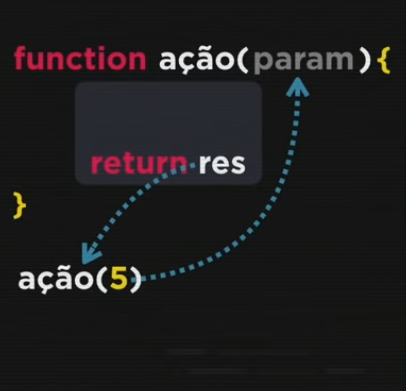 function ação(param){
return res
}
ação(5)